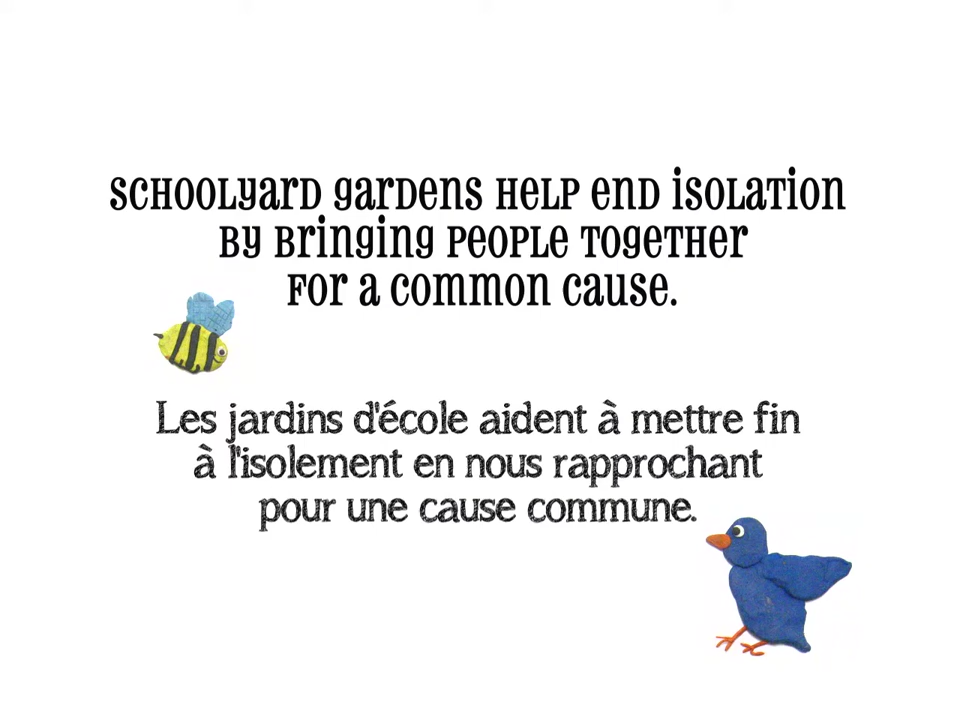 Schoolyard gardens help end isolation
by bringing people together
for a common cause.
Les jardins d'école aident à mettre fin
à l'isolement en nous rapprochant
pour une cause commune.